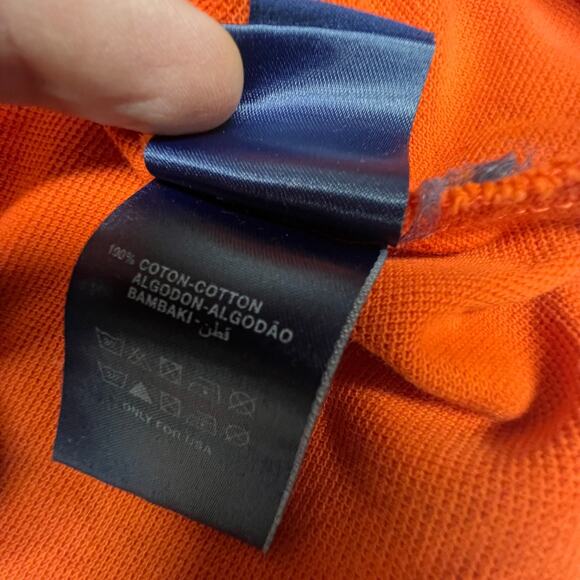 100% COTON-COTTON
ALGODON-ALGODÃO
BAMBAKI - قطن
ONLY FOR USA